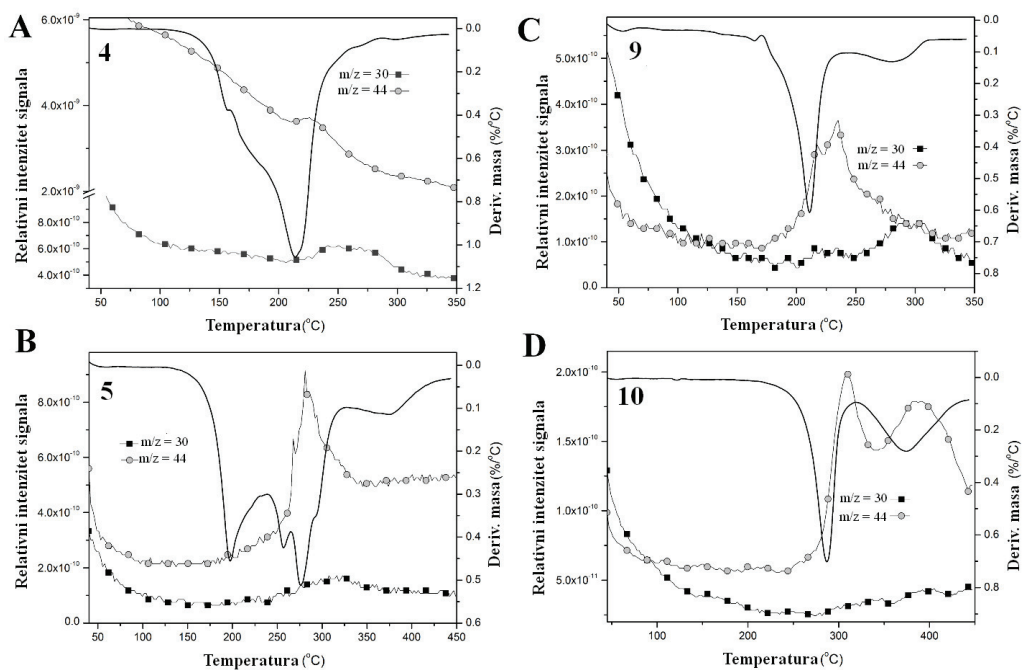 A
4
6.0x10⁻⁹
4.0x10⁻⁹
2.0x10⁻⁹
8.0x10⁻¹⁰
6.0x10⁻¹⁰
4.0x10⁻¹⁰
Relativni intenzitet signala
m/z = 30
m/z = 44
0.0
0.2
0.4
0.6
0.8
1.0
1.2
Deriv. masa (%/°C)
50 100 150 200 250 300 350
Temperatura (°C)
C
9
5.0x10⁻¹⁰
3.0x10⁻¹⁰
1.0x10⁻¹⁰
0.0
Relativni intenzitet signala
m/z = 30
m/z = 44
0.0
0.1
0.2
0.3
0.4
0.5
0.6
0.7
0.8
Deriv. masa (%/°C)
50 100 150 200 250 300 350
Temperatura (°C)
B
5
8.0x10⁻¹⁰
6.0x10⁻¹⁰
4.0x10⁻¹⁰
2.0x10⁻¹⁰
0.0
Relativni intenzitet signala
m/z = 30
m/z = 44
0.0
0.1
0.2
0.3
0.4
0.5
0.6
Deriv. masa (%/°C)
50 100 150 200 250 300 350 400 450
Temperatura (°C)
D
10
2.0x10⁻¹⁰
1.5x10⁻¹⁰
1.0x10⁻¹⁰
5.0x10⁻¹¹
Relativni intenzitet signala
m/z = 30
m/z = 44
0.0
0.2
0.4
0.6
0.8
Deriv. masa (%/°C)
100 200 300 400
Temperatura (°C)